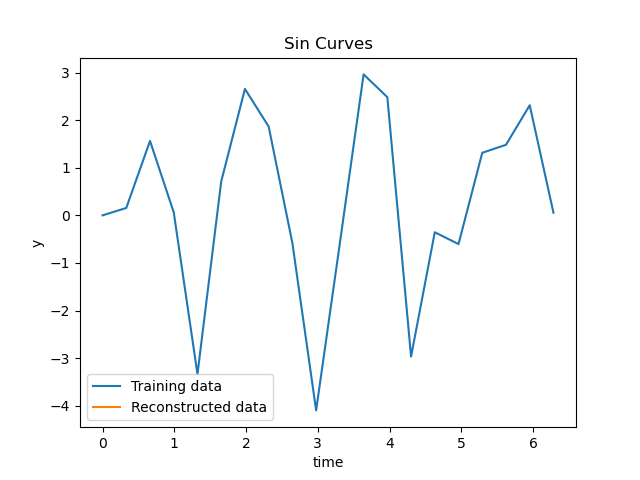 Sin Curves
3
2
1
0
−1
−2
−3
−4
y
Training data
Reconstructed data
0 1 2 3 4 5 6
time